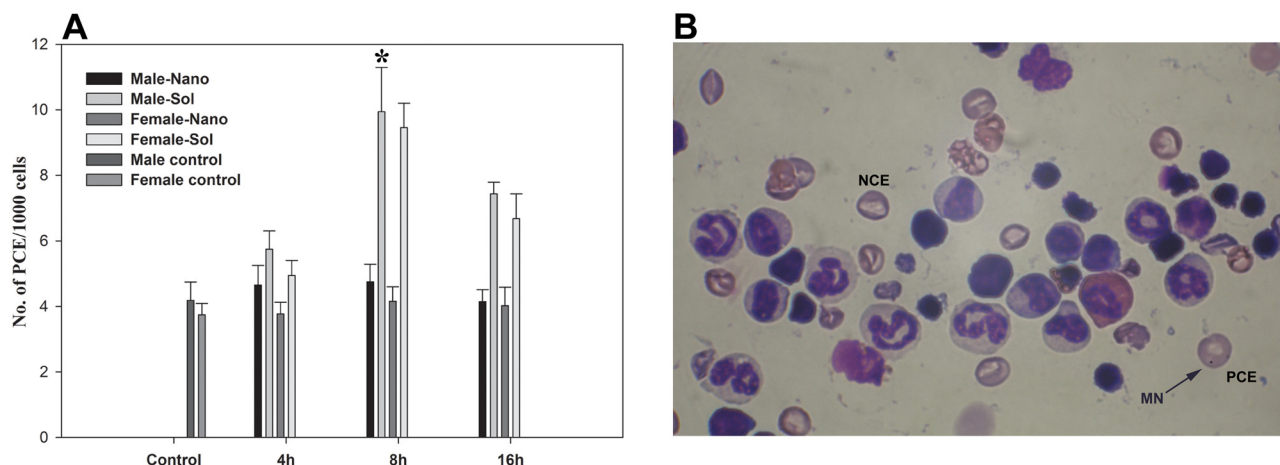 A
12
10
8
6
4
2
0
No. of PCE/1000 cells
Male-Nano
Male-Sol
Female-Nano
Female-Sol
Male control
Female control
*
Control 4h 8h 16h
B
NCE
MN
PCE